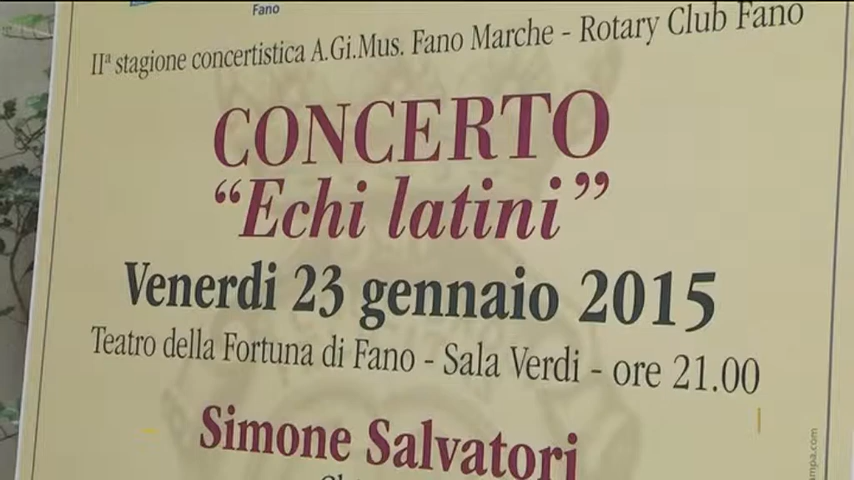 Fano
IIª stagione concertistica A.Gi.Mus. Fano Marche - Rotary Club Fano
CONCERTO
“Echi latini”
Venerdi 23 gennaio 2015
Teatro della Fortuna di Fano - Sala Verdi - ore 21.00
Simone Salvatori